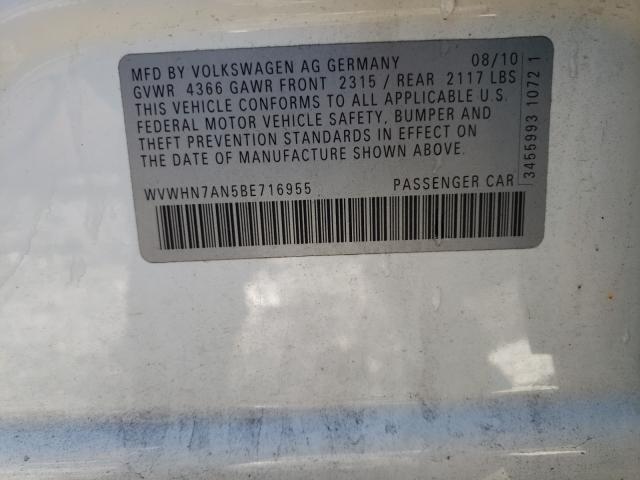 MFD BY VOLKSWAGEN AG GERMANY 08/10
GVWR 4366 GAWR FRONT 2315 / REAR 2117 LBS
THIS VEHICLE CONFORMS TO ALL APPLICABLE U.S.
FEDERAL MOTOR VEHICLE SAFETY, BUMPER AND
THEFT PREVENTION STANDARDS IN EFFECT ON
THE DATE OF MANUFACTURE SHOWN ABOVE.
WVWHN7AN5BE716955 PASSENGER CAR
3455993 1072 1